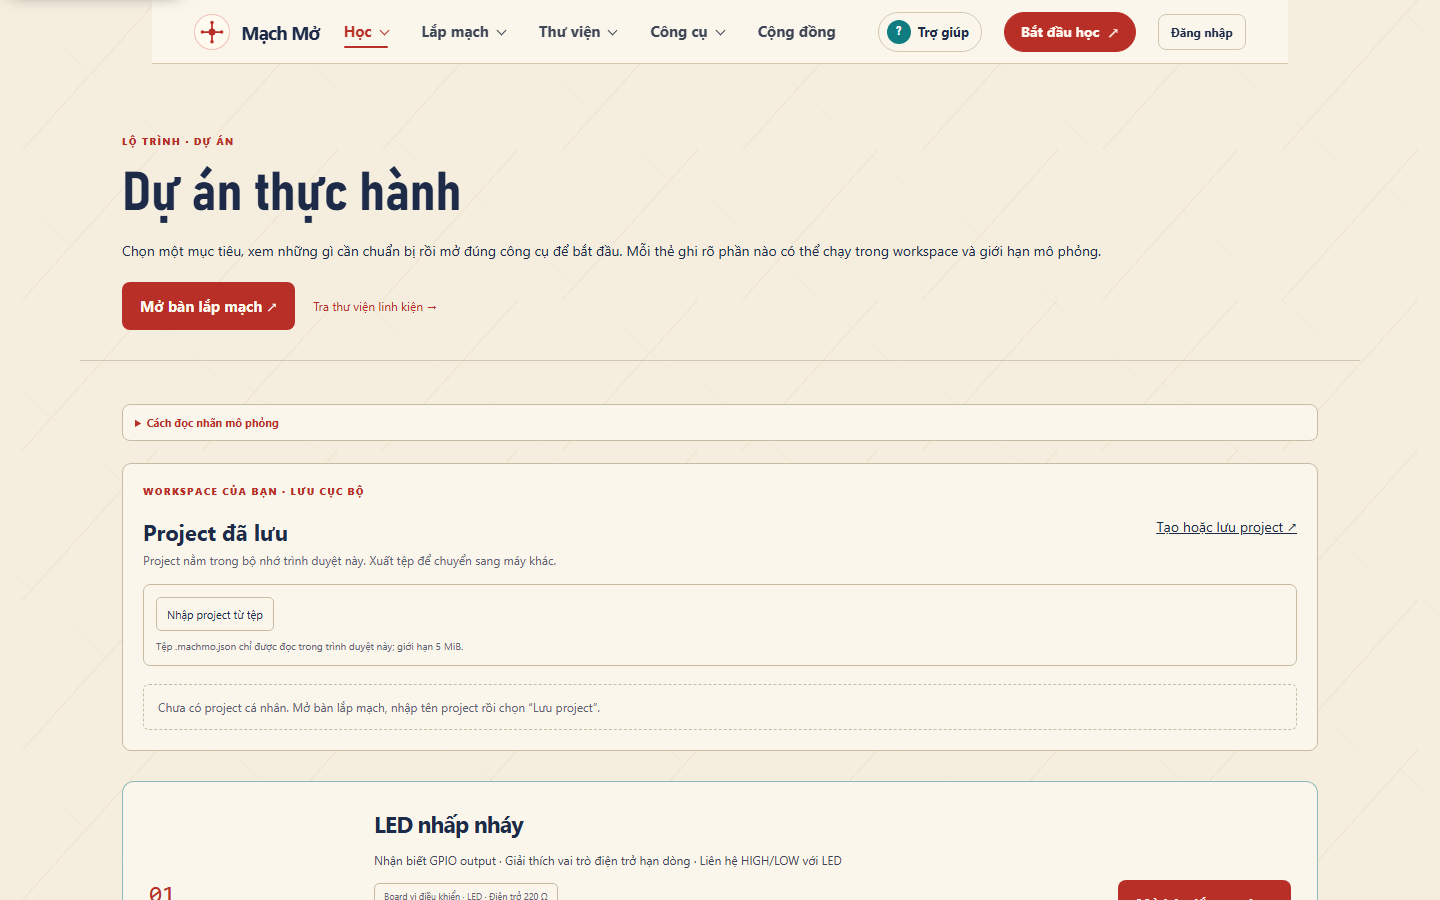 Mạch Mở
Học
Lắp mạch
Thư viện
Công cụ
Cộng đồng
? Trợ giúp
Bắt đầu học ↗
Đăng nhập
LỘ TRÌNH · DỰ ÁN
Dự án thực hành
Chọn một mục tiêu, xem những gì cần chuẩn bị rồi mở đúng công cụ để bắt đầu. Mỗi thẻ ghi rõ phần nào có thể chạy trong workspace và giới hạn mô phỏng.
Mở bàn lắp mạch ↗
Tra thư viện linh kiện →
▶ Cách đọc nhãn mô phỏng
WORKSPACE CỦA BẠN · LƯU CỤC BỘ
Project đã lưu
Tạo hoặc lưu project ↗
Project nằm trong bộ nhớ trình duyệt này. Xuất tệp để chuyển sang máy khác.
Nhập project từ tệp
Tệp .machmo.json chỉ được đọc trong trình duyệt này; giới hạn 5 MiB.
Chưa có project cá nhân. Mở bàn lắp mạch, nhập tên project rồi chọn “Lưu project”.
LED nhấp nháy
Nhận biết GPIO output · Giải thích vai trò điện trở hạn dòng · Liên hệ HIGH/LOW với LED
01
Board vi điều khiển · LED · Điện trở 220 Ω